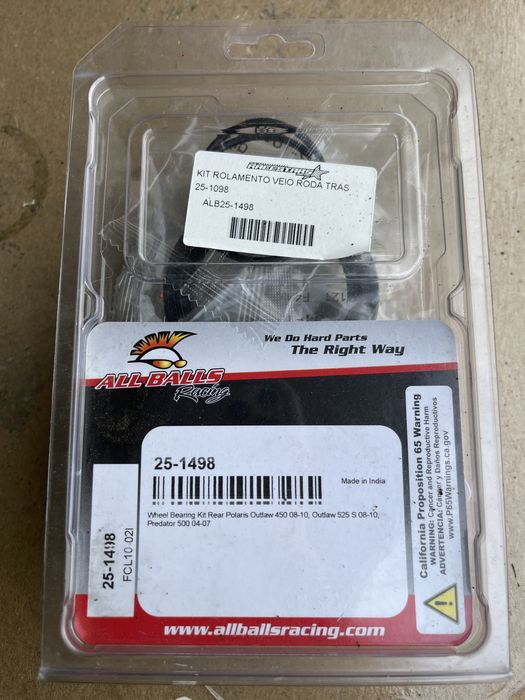 RACERSTARS
KIT ROLAMENTO VEIO RODA TRAS
25-1098
ALB25-1498
We Do Hard Parts
The Right Way
ALL BALLS
Racing
25-1498
Made in India
Wheel Bearing Kit Rear Polaris Outlaw 450 08-10, Outlaw 525 S 08-10,
Predator 500 04-07
25-1498
FCL10-02I
California Proposition 65 Warning
WARNING: Cancer and Reproductive Harm
ADVERTENCIA: Cáncer y Daños Reproductivos
www.P65Warnings.ca.gov
www.allballsracing.com